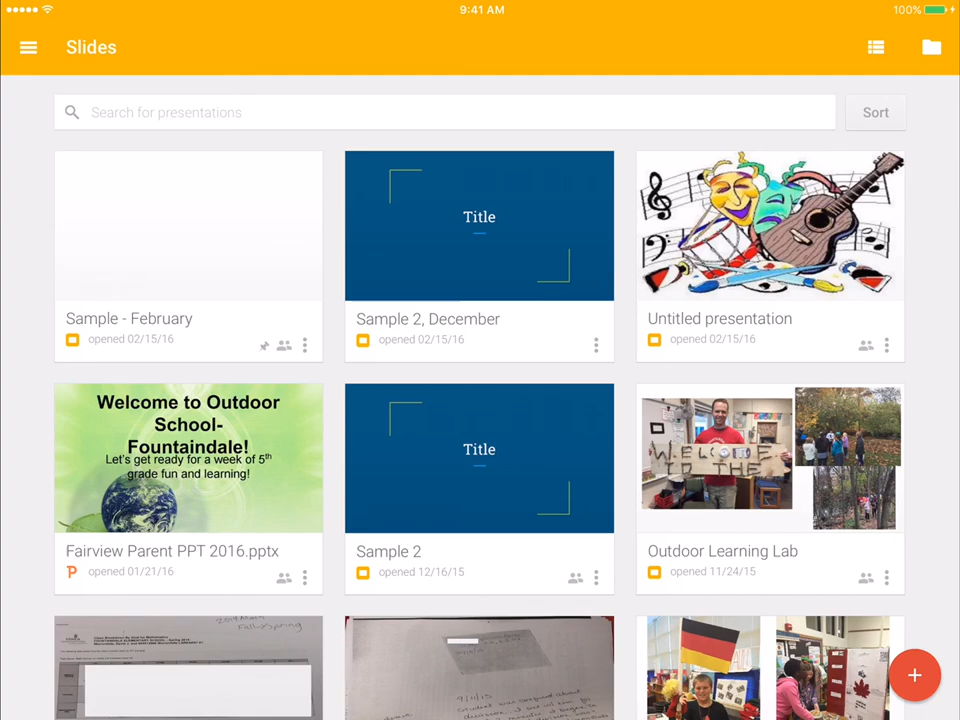 9:41 AM
100%
Slides
Search for presentations
Sort
Title
Sample - February
opened 02/15/16
Sample 2, December
opened 02/15/16
Untitled presentation
opened 02/15/16
Welcome to Outdoor
School-
Fountaindale!
Let's get ready for a week of 5th
grade fun and learning!
Title
WELCOME
TO THE
Fairview Parent PPT 2016.pptx
P opened 01/21/16
Sample 2
opened 12/16/15
Outdoor Learning Lab
opened 11/24/15
9/11/15